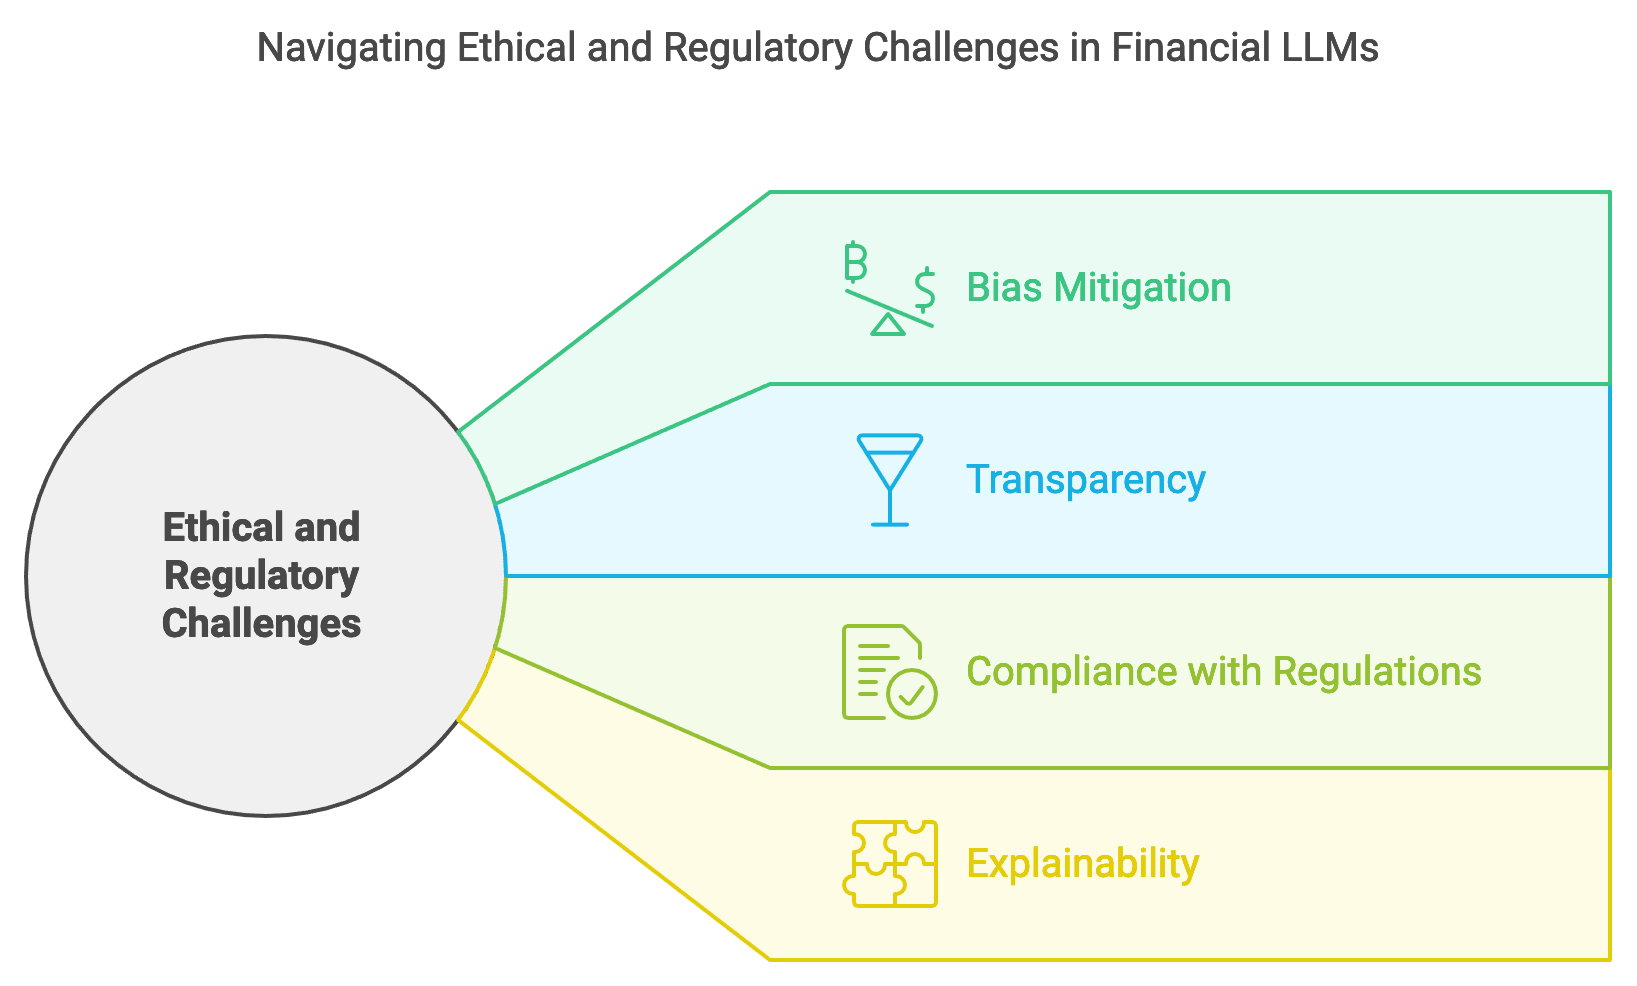 Navigating Ethical and Regulatory Challenges in Financial LLMs
Ethical and
Regulatory
Challenges
Bias Mitigation
Transparency
Compliance with Regulations
Explainability